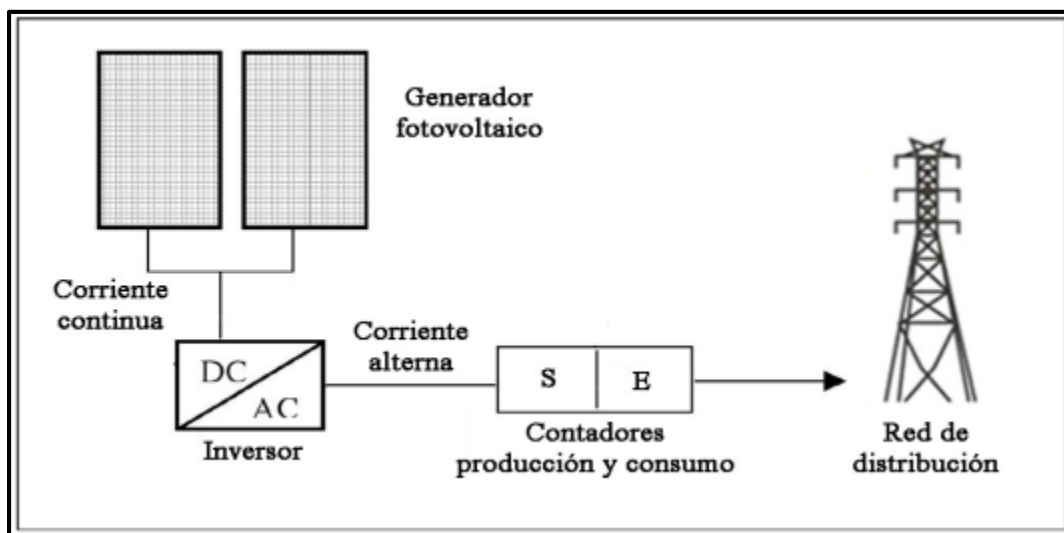 Generador
fotovoltaico
Corriente
continua
Corriente
alterna
DC
AC
S
E
Inversor
Contadores
producción y consumo
Red de
distribución